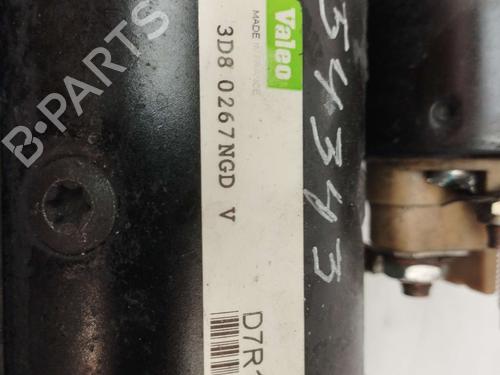 Valeo
MADE IN FRANCE
3D8 0267NGD V
D7R
54343
B-PARTS